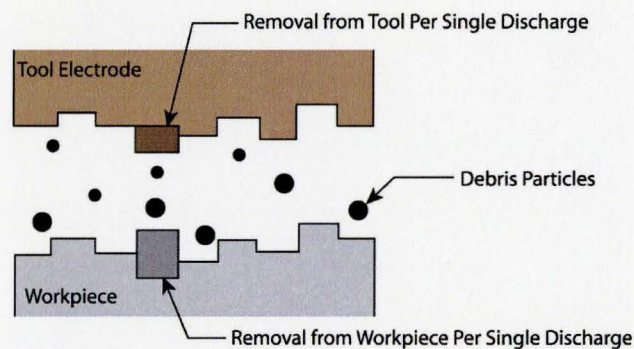 Removal from Tool Per Single Discharge
Tool Electrode
Debris Particles
Workpiece
Removal from Workpiece Per Single Discharge